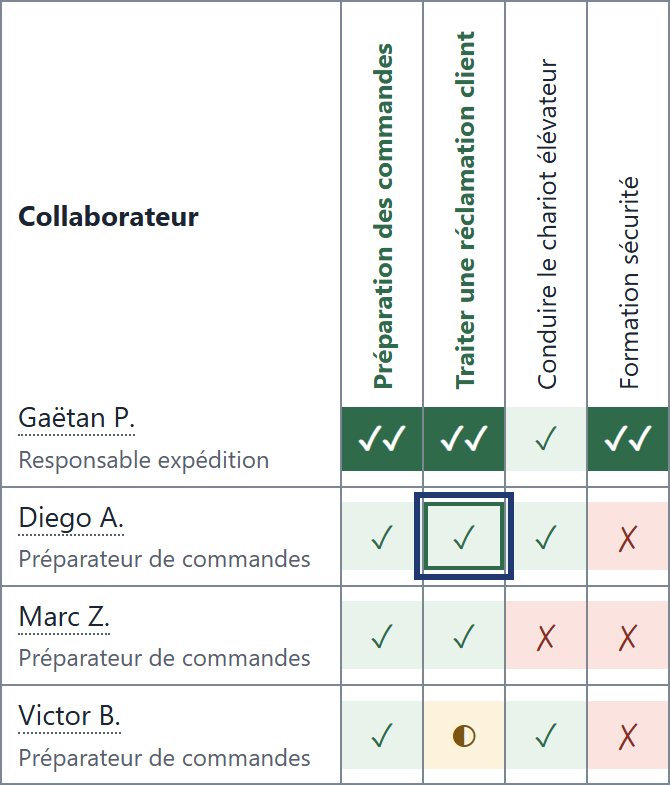 Collaborateur
Préparation des commandes
Traiter une réclamation client
Conduire le chariot élévateur
Formation sécurité
Gaëtan P.
Responsable expédition
✓✓ ✓✓ ✓ ✓✓
Diego A.
Préparateur de commandes
✓ ✓ ✓ ✗
Marc Z.
Préparateur de commandes
✓ ✓ ✗ ✗
Victor B.
Préparateur de commandes
✓ ◐ ✓ ✗